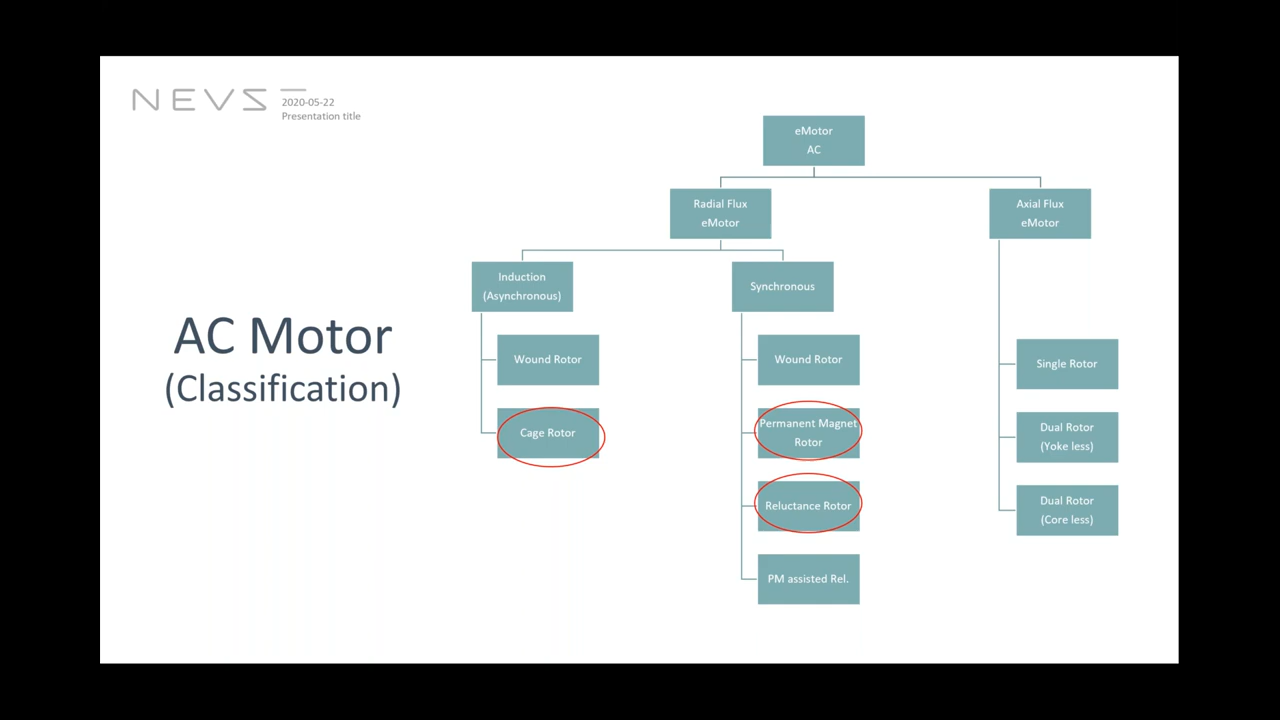 NEVS
2020-05-22
Presentation title
AC Motor
(Classification)
eMotor
AC
Radial Flux
eMotor
Axial Flux
eMotor
Induction
(Asynchronous)
Synchronous
Wound Rotor
Cage Rotor
Wound Rotor
Permanent Magnet
Rotor
Reluctance Rotor
PM assisted Rel.
Single Rotor
Dual Rotor
(Yoke less)
Dual Rotor
(Core less)